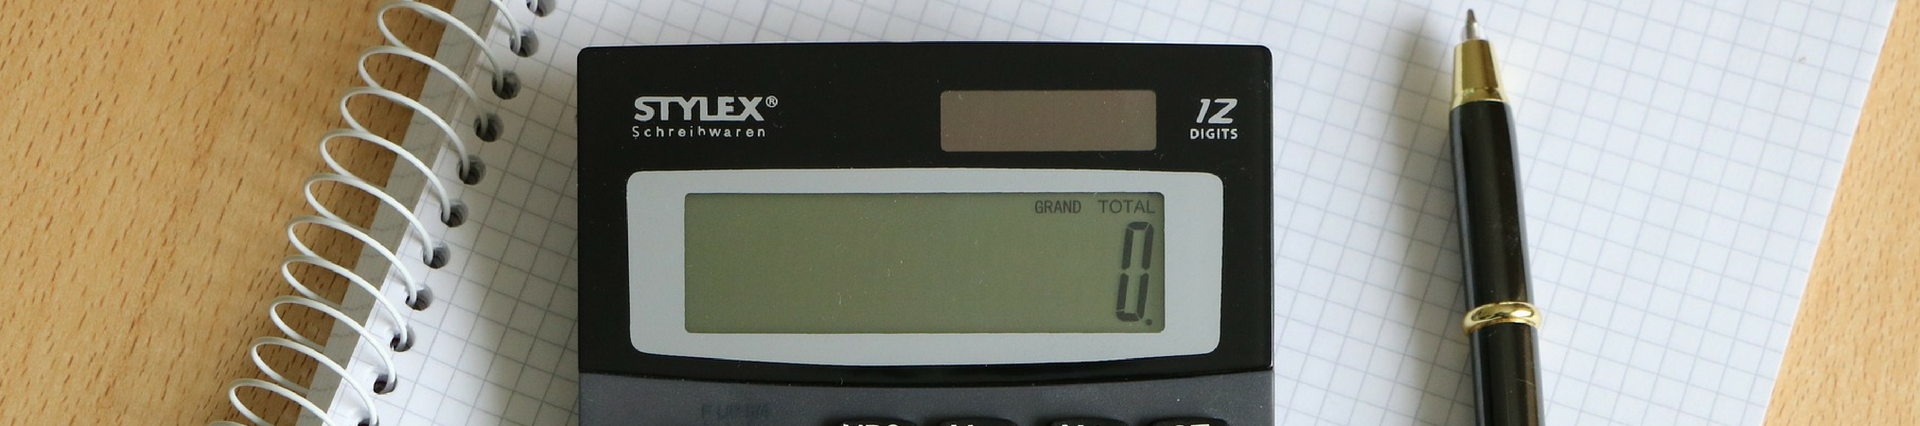 STYLEX®
Schreibwaren
12
DIGITS
GRAND TOTAL
0.